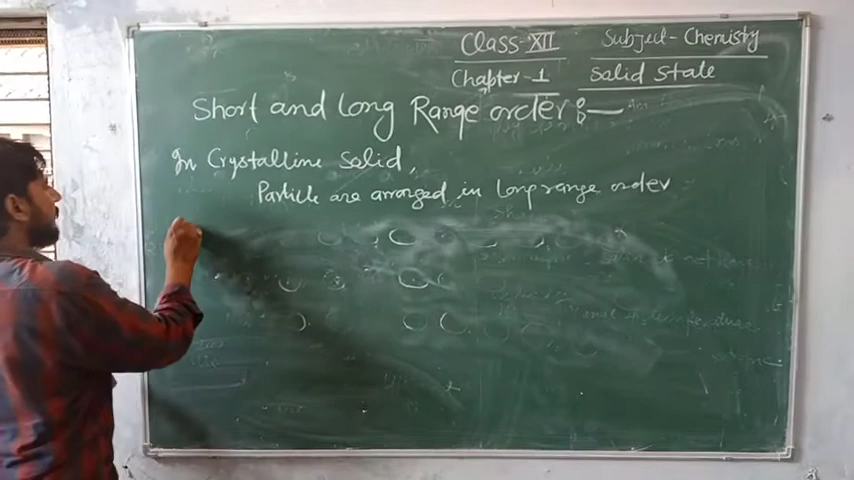 Class-XII Subject-Chemistry
Chapter-1 Solid State
Short and Long Range order:—
In Crystalline solid,
Particle are arranged in Long range order